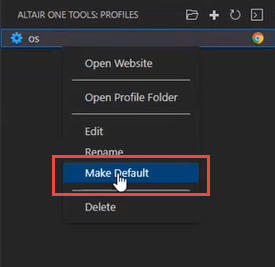 ALTAIR ONE TOOLS: PROFILES
os
Open Website
Open Profile Folder
Edit
Rename
Make Default
Delete